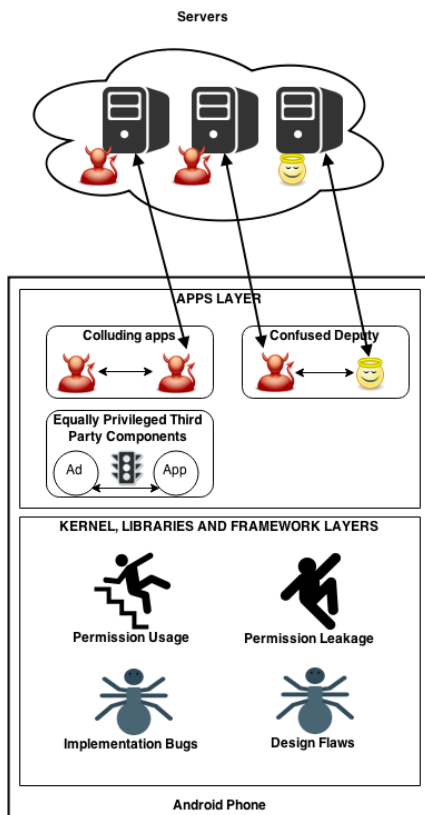 Servers
APPS LAYER
Colluding apps
Confused Deputy
Equally Privileged Third
Party Components
Ad
App
KERNEL, LIBRARIES AND FRAMEWORK LAYERS
Permission Usage
Permission Leakage
Implementation Bugs
Design Flaws
Android Phone